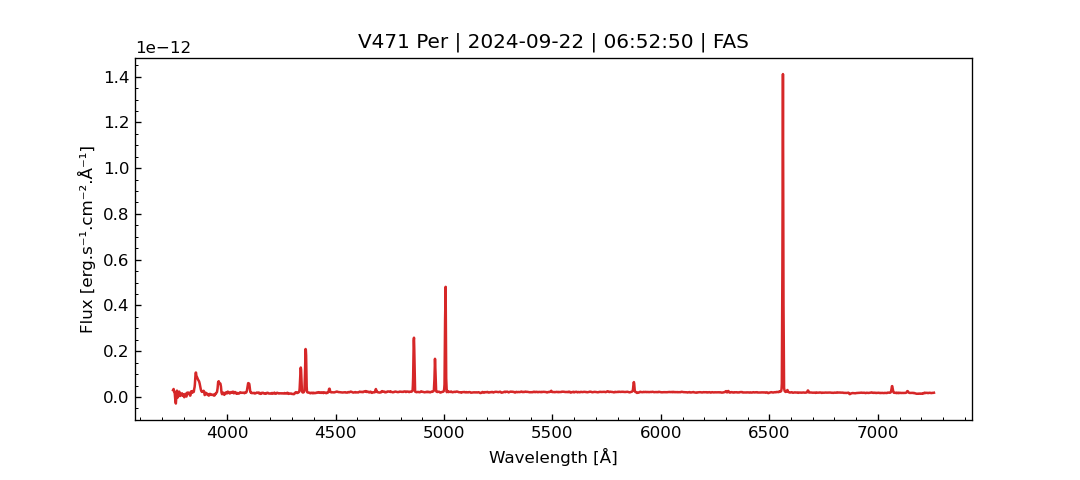 V471 Per | 2024-09-22 | 06:52:50 | FAS
1e−12
1.4
1.2
1.0
0.8
0.6
0.4
0.2
0.0
Flux [erg.s⁻¹.cm⁻².Å⁻¹]
4000 4500 5000 5500 6000 6500 7000
Wavelength [Å]